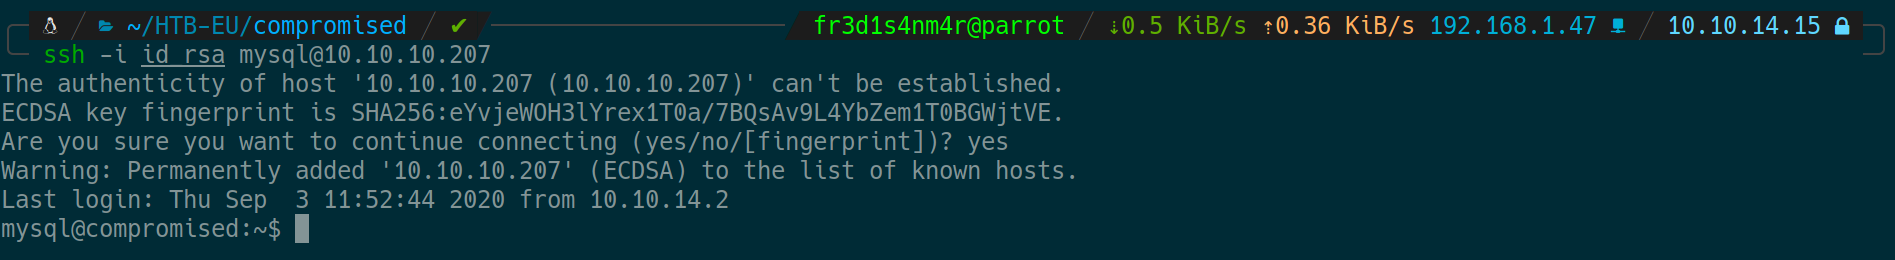 ~/HTB-EU/compromised ✔ fr3d1s4nm4r@parrot ⇣0.5 KiB/s ⇡0.36 KiB/s 192.168.1.47 10.10.14.15
ssh -i id_rsa mysql@10.10.10.207
The authenticity of host '10.10.10.207 (10.10.10.207)' can't be established.
ECDSA key fingerprint is SHA256:eYvjeWOH3lYrex1T0a/7BQsAv9L4YbZem1T0BGWjtVE.
Are you sure you want to continue connecting (yes/no/[fingerprint])? yes
Warning: Permanently added '10.10.10.207' (ECDSA) to the list of known hosts.
Last login: Thu Sep  3 11:52:44 2020 from 10.10.14.2
mysql@compromised:~$